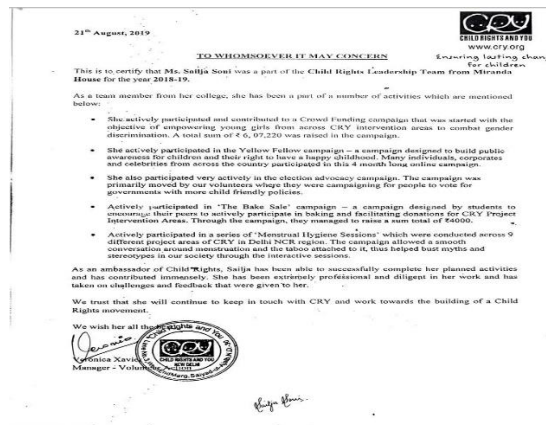 CRY
CHILD RIGHTS AND YOU
www.cry.org
Ensuring lasting chan
for children
21st August, 2019
TO WHOMSOEVER IT MAY CONCERN
This is to certify that Ms. Sailja Soni was a part of the Child Rights Leadership Team from Miranda
House for the year 2018-19.
As a team member from her college, she has been a part of a number of activities which are mentioned
below:
• She actively participated and contributed to a Crowd Funding campaign that was started with the
objective of empowering young girls from across CRY intervention areas to combat gender
discrimination. A total sum of ₹ 6, 07,220 was raised in the campaign.
• She actively participated in the Yellow Fellow campaign – a campaign designed to build public
awareness for children and their right to have a happy childhood. Many individuals, corporates
and celebrities from across the country participated in this 4 month long online campaign.
• She also participated very actively in the election advocacy campaign. The campaign was
primarily moved by our volunteers where they were campaigning for people to vote for
governments with more child friendly policies.
• Actively participated in 'The Bake Sale' campaign – a campaign designed by students to
encourage their peers to actively participate in baking and facilitating donations for CRY Project
Intervention Areas. Through the campaign, they managed to raise a sum total of ₹4000.
• Actively participated in a series of 'Menstrual Hygiene Sessions' which were conducted across 9
different project areas of CRY in Delhi NCR region. The campaign allowed a smooth
conversation around menstruation and the taboo attached to it, thus helped bust myths and
stereotypes in our society through the interactive sessions.
As an ambassador of Child Rights, Sailja has been able to successfully complete her planned activities
and has contributed immensely. She has been extremely professional and diligent in her work and has
taken on challenges and feedback that were given to her.
We trust that she will continue to keep in touch with CRY and work towards the building of a Child
Rights movement.
We wish her all the
Veronica
Veronica Xavier
Manager - Volunteer Action
CHILD RIGHTS AND YOU
NEW DELHI
Sailja Soni